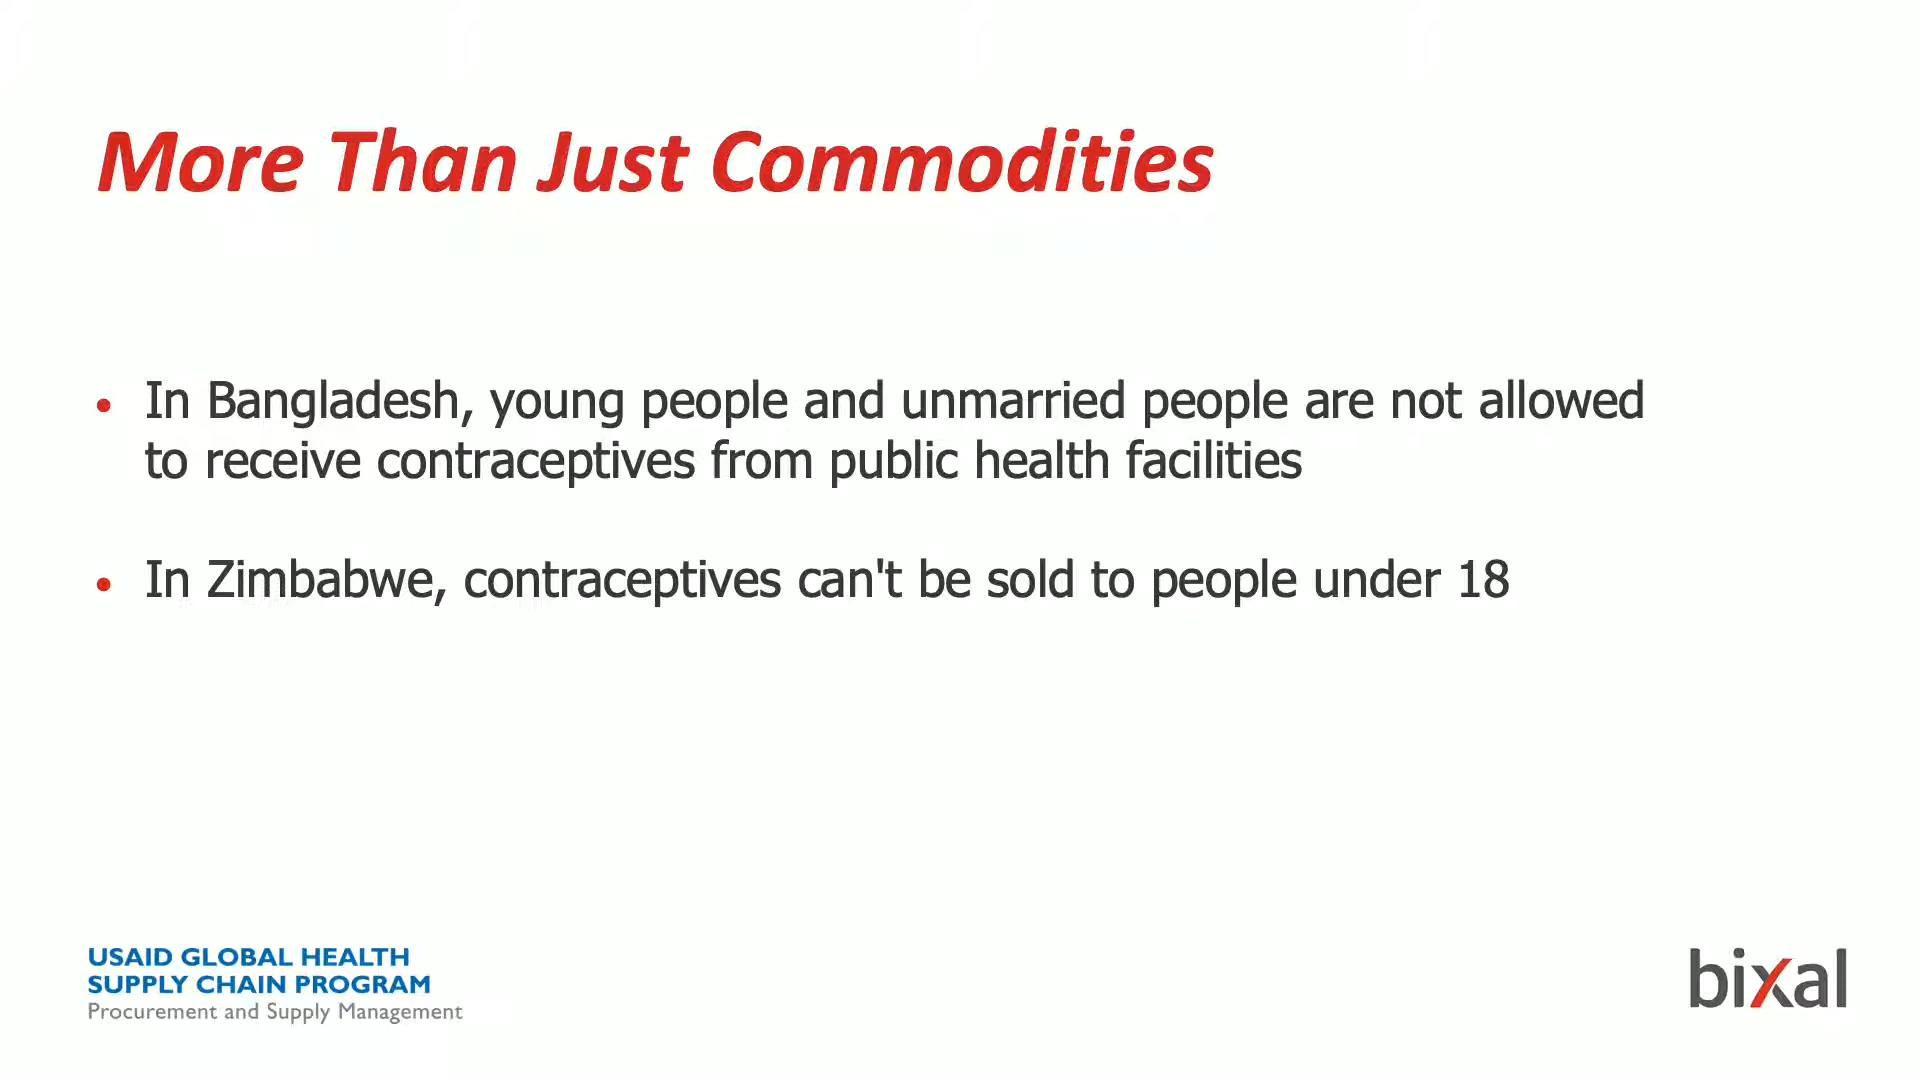 More Than Just Commodities
• In Bangladesh, young people and unmarried people are not allowed
to receive contraceptives from public health facilities
• In Zimbabwe, contraceptives can't be sold to people under 18
USAID GLOBAL HEALTH
SUPPLY CHAIN PROGRAM
Procurement and Supply Management
bixal